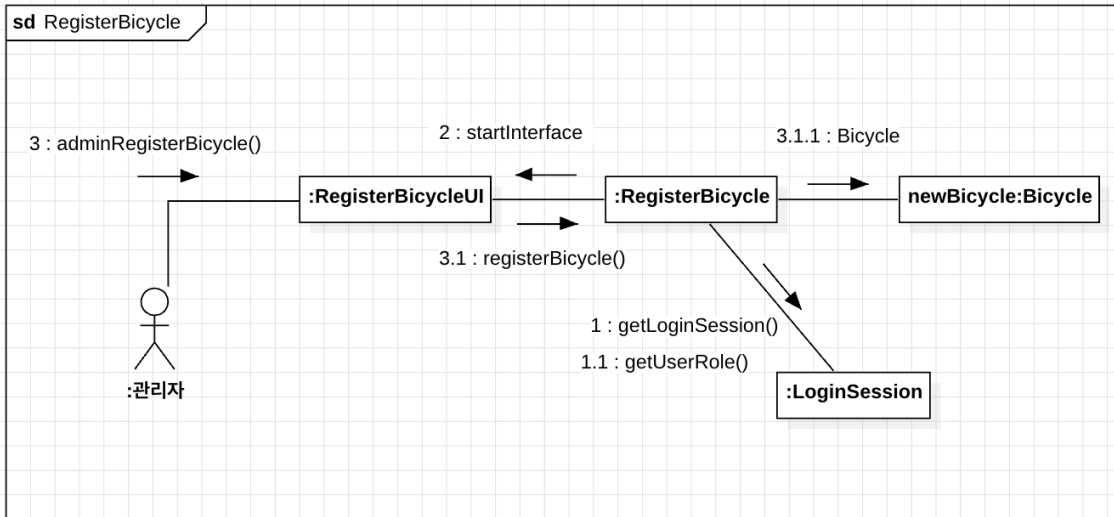 sd RegisterBicycle
3 : adminRegisterBicycle()
2 : startInterface
3.1.1 : Bicycle
:RegisterBicycleUI
:RegisterBicycle
newBicycle:Bicycle
3.1 : registerBicycle()
1 : getLoginSession()
1.1 : getUserRole()
:관리자
:LoginSession